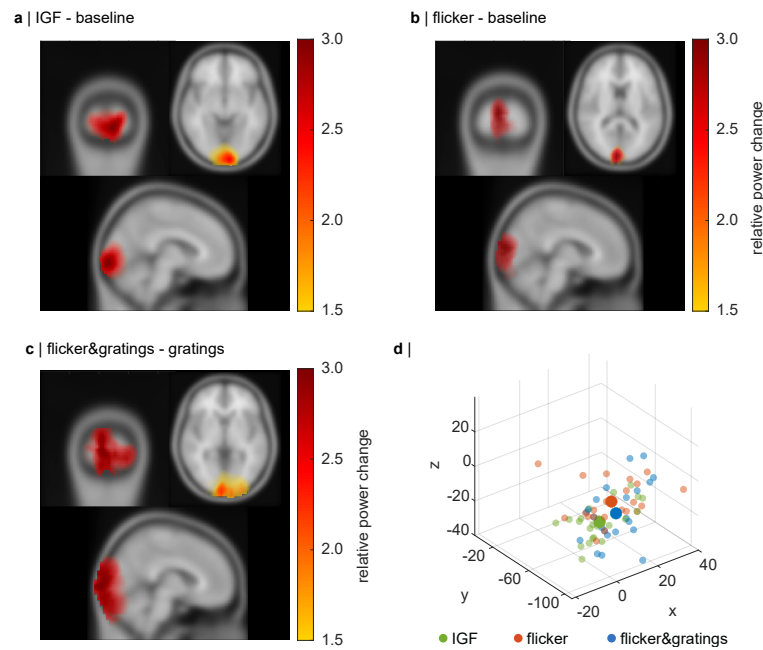 a | IGF - baseline
3.0
2.5
2.0
1.5
b | flicker - baseline
3.0
2.5
2.0
1.5
relative power change
c | flicker&gratings - gratings
3.0
2.5
2.0
1.5
relative power change
d |
20
0
-20
-40
z
-20
-60
-100
y
-20
0
20
40
x
IGF
flicker
flicker&gratings